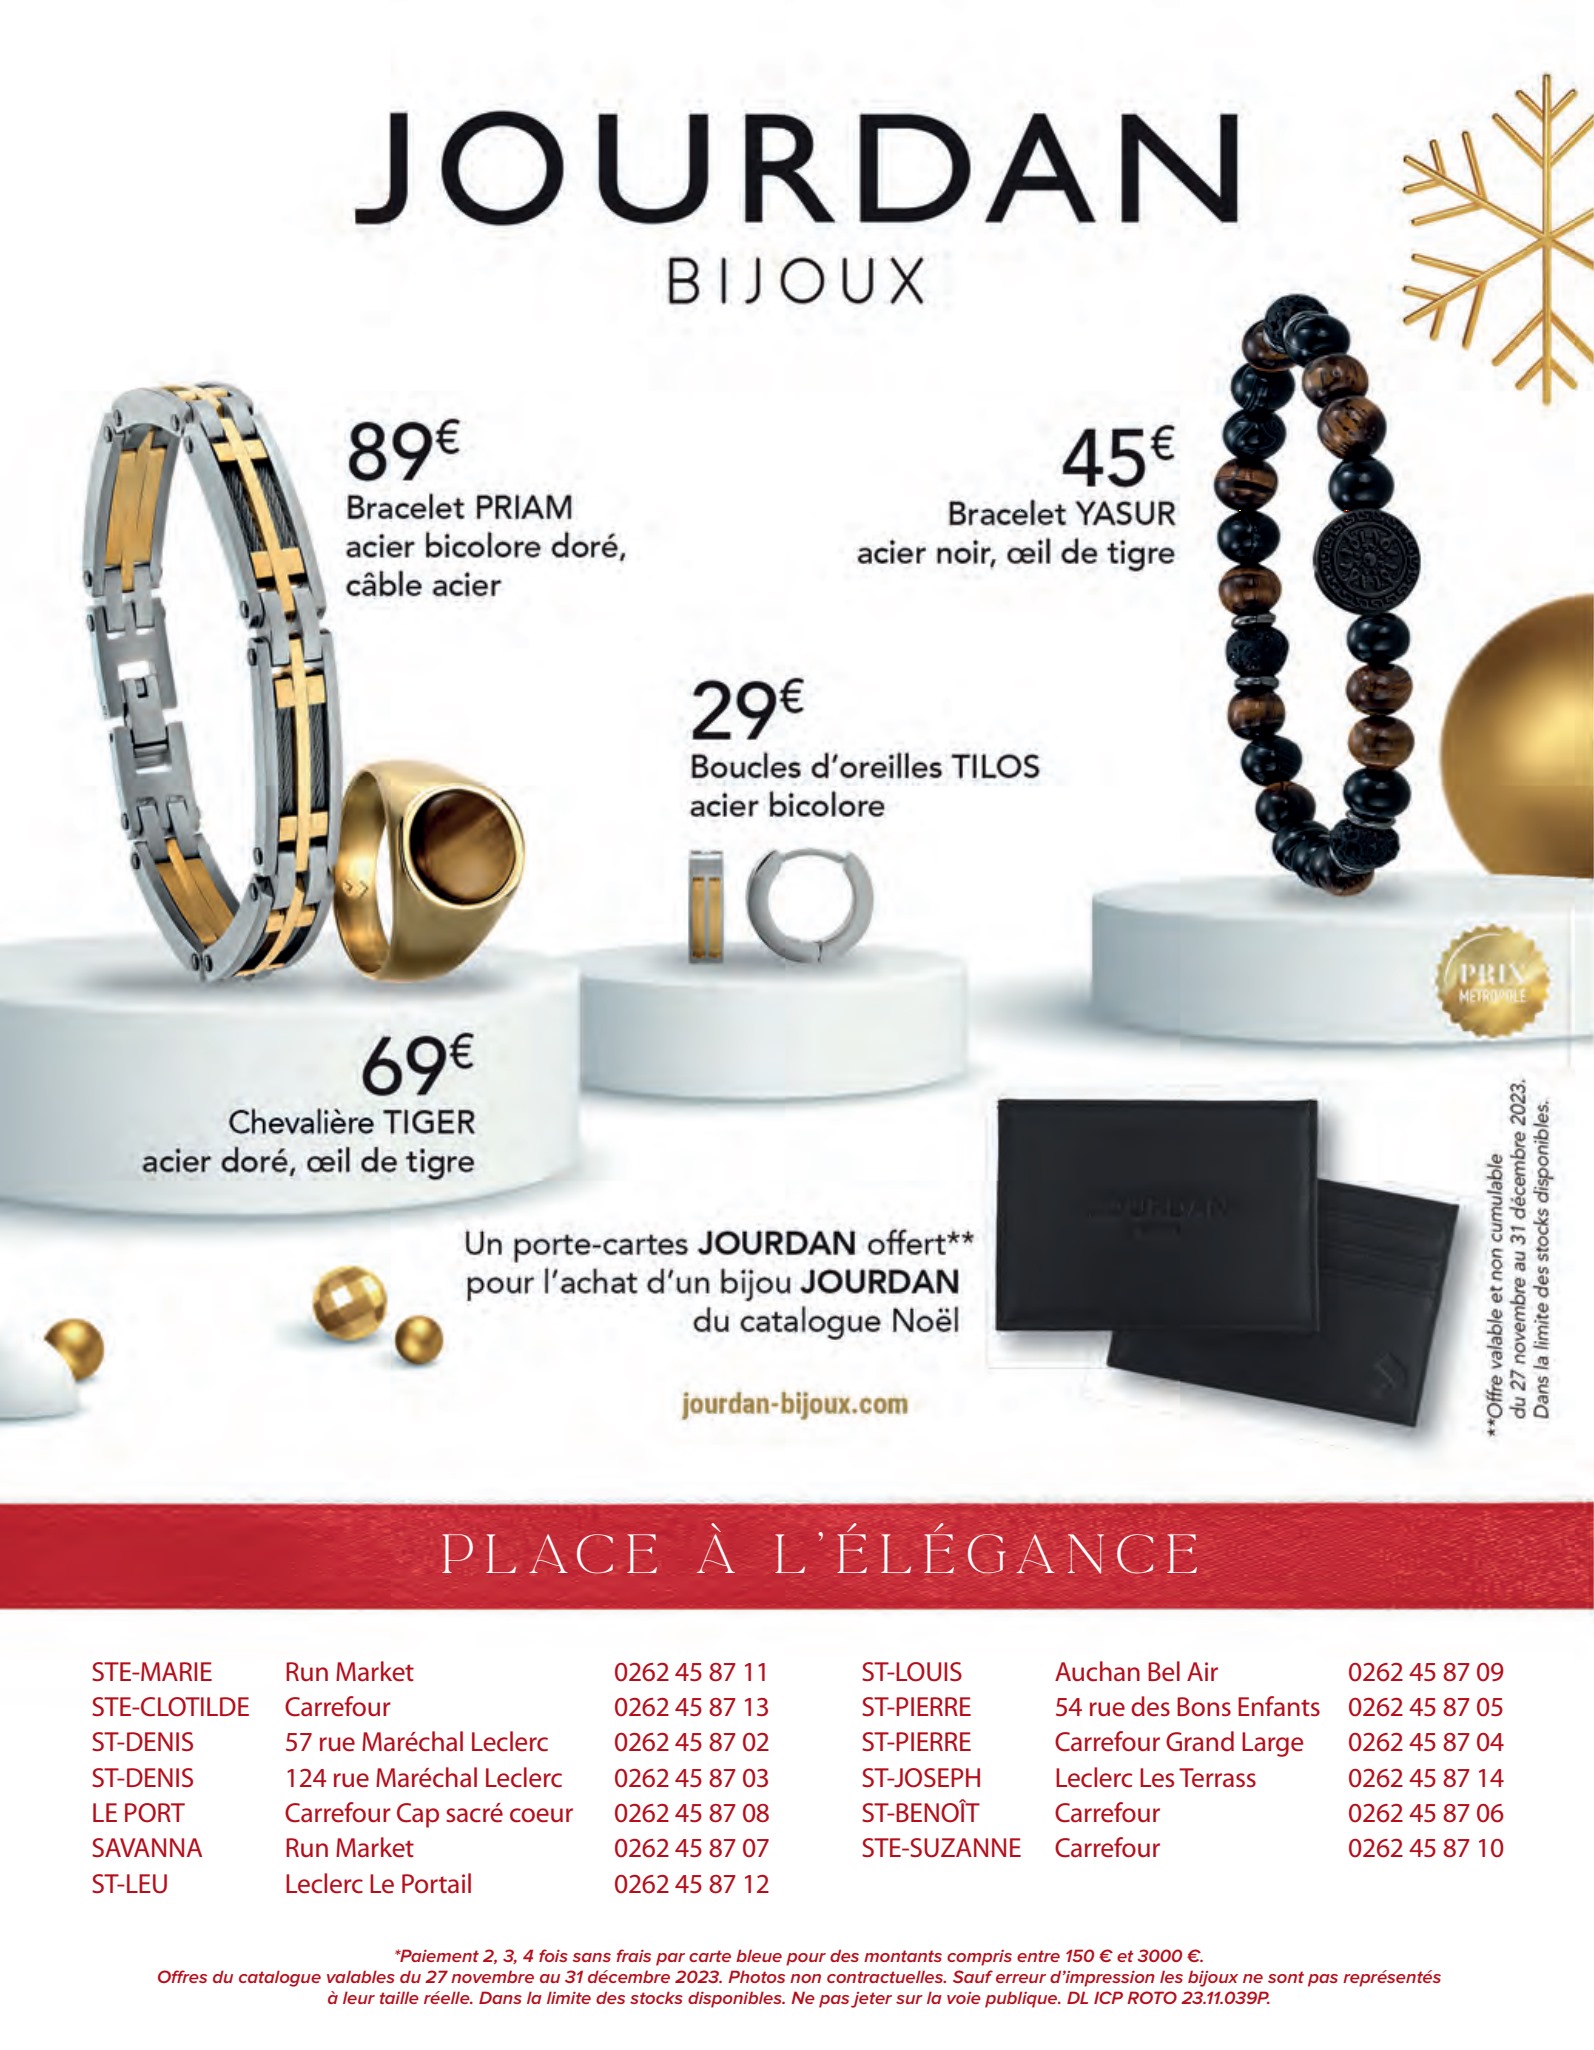 JOURDAN
BIJOUX
89€
Bracelet PRIAM
acier bicolore doré,
câble acier
45€
Bracelet YASUR
acier noir, œil de tigre
29€
Boucles d'oreilles TILOS
acier bicolore
PRIX
METROPOLE
69€
Chevalière TIGER
acier doré, œil de tigre
JOURDAN
Un porte-cartes JOURDAN offert**
pour l'achat d'un bijou JOURDAN
du catalogue Noël
jourdan-bijoux.com
**Offre valable et non cumulable
du 27 novembre au 31 décembre 2023.
Dans la limite des stocks disponibles.
PLACE À L'ÉLÉGANCE
STE-MARIE Run Market 0262 45 87 11
STE-CLOTILDE Carrefour 0262 45 87 13
ST-DENIS 57 rue Maréchal Leclerc 0262 45 87 02
ST-DENIS 124 rue Maréchal Leclerc 0262 45 87 03
LE PORT Carrefour Cap sacré coeur 0262 45 87 08
SAVANNA Run Market 0262 45 87 07
ST-LEU Leclerc Le Portail 0262 45 87 12
ST-LOUIS Auchan Bel Air 0262 45 87 09
ST-PIERRE 54 rue des Bons Enfants 0262 45 87 05
ST-PIERRE Carrefour Grand Large 0262 45 87 04
ST-JOSEPH Leclerc Les Terrass 0262 45 87 14
ST-BENOÎT Carrefour 0262 45 87 06
STE-SUZANNE Carrefour 0262 45 87 10
*Paiement 2, 3, 4 fois sans frais par carte bleue pour des montants compris entre 150 € et 3000 €.
Offres du catalogue valables du 27 novembre au 31 décembre 2023. Photos non contractuelles. Sauf erreur d'impression les bijoux ne sont pas représentés
à leur taille réelle. Dans la limite des stocks disponibles. Ne pas jeter sur la voie publique. DL ICP ROTO 23.11.039P.